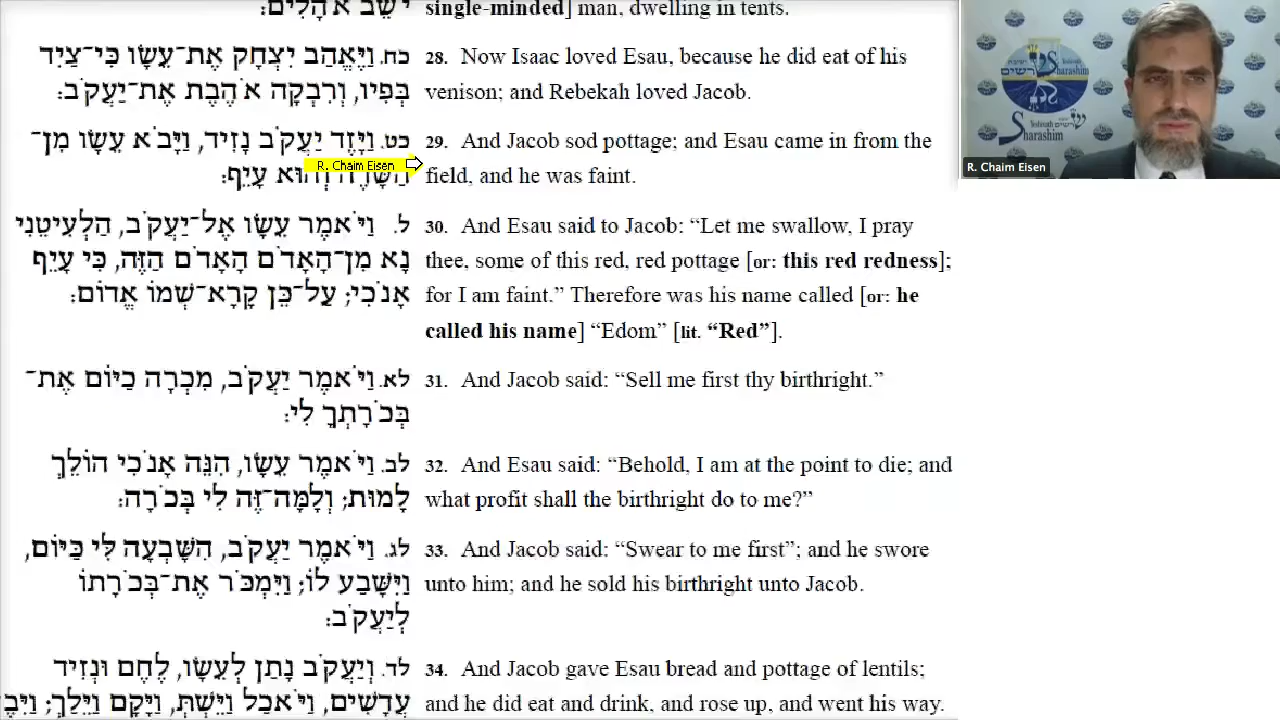 יֹשֵׁב אֹהָלִים:
single-minded] man, dwelling in tents.
כח. וַיֶּאֱהַב יִצְחָק אֶת־עֵשָׂו כִּי־צַיִד
בְּפִיו, וְרִבְקָה אֹהֶבֶת אֶת־יַעֲקֹב:
28. Now Isaac loved Esau, because he did eat of his
venison; and Rebekah loved Jacob.
כט. וַיָּזֶד יַעֲקֹב נָזִיד, וַיָּבֹא עֵשָׂו מִן־
הַשָּׂדֶה וְהוּא עָיֵף:
R. Chaim Eisen
29. And Jacob sod pottage; and Esau came in from the
field, and he was faint.
ל. וַיֹּאמֶר עֵשָׂו אֶל־יַעֲקֹב, הַלְעִיטֵנִי
נָא מִן־הָאָדֹם הָאָדֹם הַזֶּה, כִּי עָיֵף
אָנֹכִי; עַל־כֵּן קָרָא־שְׁמוֹ אֱדוֹם:
30. And Esau said to Jacob: “Let me swallow, I pray
thee, some of this red, red pottage [or: this red redness];
for I am faint.” Therefore was his name called [or: he
called his name] “Edom” [lit. “Red”].
לא. וַיֹּאמֶר יַעֲקֹב, מִכְרָה כַיּוֹם אֶת־
בְּכֹרָתְךָ לִי:
31. And Jacob said: “Sell me first thy birthright.”
לב. וַיֹּאמֶר עֵשָׂו, הִנֵּה אָנֹכִי הוֹלֵךְ
לָמוּת; וְלָמָּה־זֶּה לִי בְּכֹרָה:
32. And Esau said: “Behold, I am at the point to die; and
what profit shall the birthright do to me?”
לג. וַיֹּאמֶר יַעֲקֹב, הִשָּׁבְעָה לִּי כַּיּוֹם,
וַיִּשָּׁבַע לוֹ; וַיִּמְכֹּר אֶת־בְּכֹרָתוֹ
לְיַעֲקֹב:
33. And Jacob said: “Swear to me first”; and he swore
unto him; and he sold his birthright unto Jacob.
לד. וְיַעֲקֹב נָתַן לְעֵשָׂו, לֶחֶם וּנְזִיד
עֲדָשִׁים, וַיֹּאכַל וַיֵּשְׁתְּ, וַיָּקָם וַיֵּלַךְ; וַיִּבֶ
34. And Jacob gave Esau bread and pottage of lentils;
and he did eat and drink, and rose up, and went his way.
ישיבת
שרשים
Yeshivath
Sharashim
R. Chaim Eisen